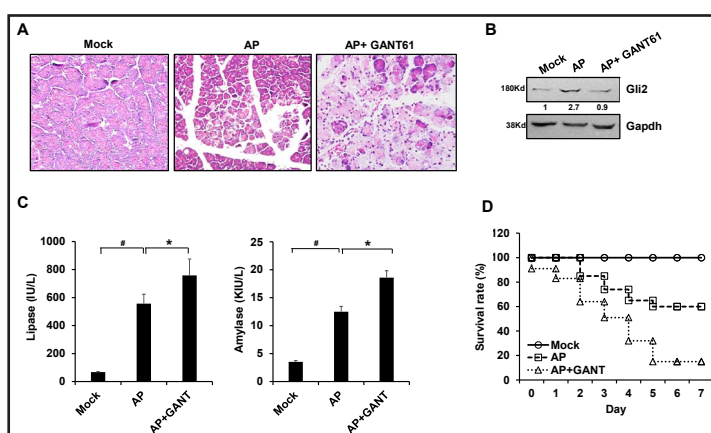 A
Mock
AP
AP+ GANT61
B
Mock
AP
AP+ GANT61
180Kd
Gli2
1
2.7
0.9
38Kd
Gapdh
C
#
*
1000
800
600
400
200
0
Lipase (IU/L)
Mock
AP
AP+GANT
#
*
25
20
15
10
5
0
Amylase (KIU/L)
Mock
AP
AP+GANT
D
120
100
80
60
40
20
0
Survival rate (%)
Mock
AP
AP+GANT
0 1 2 3 4 5 6 7
Day